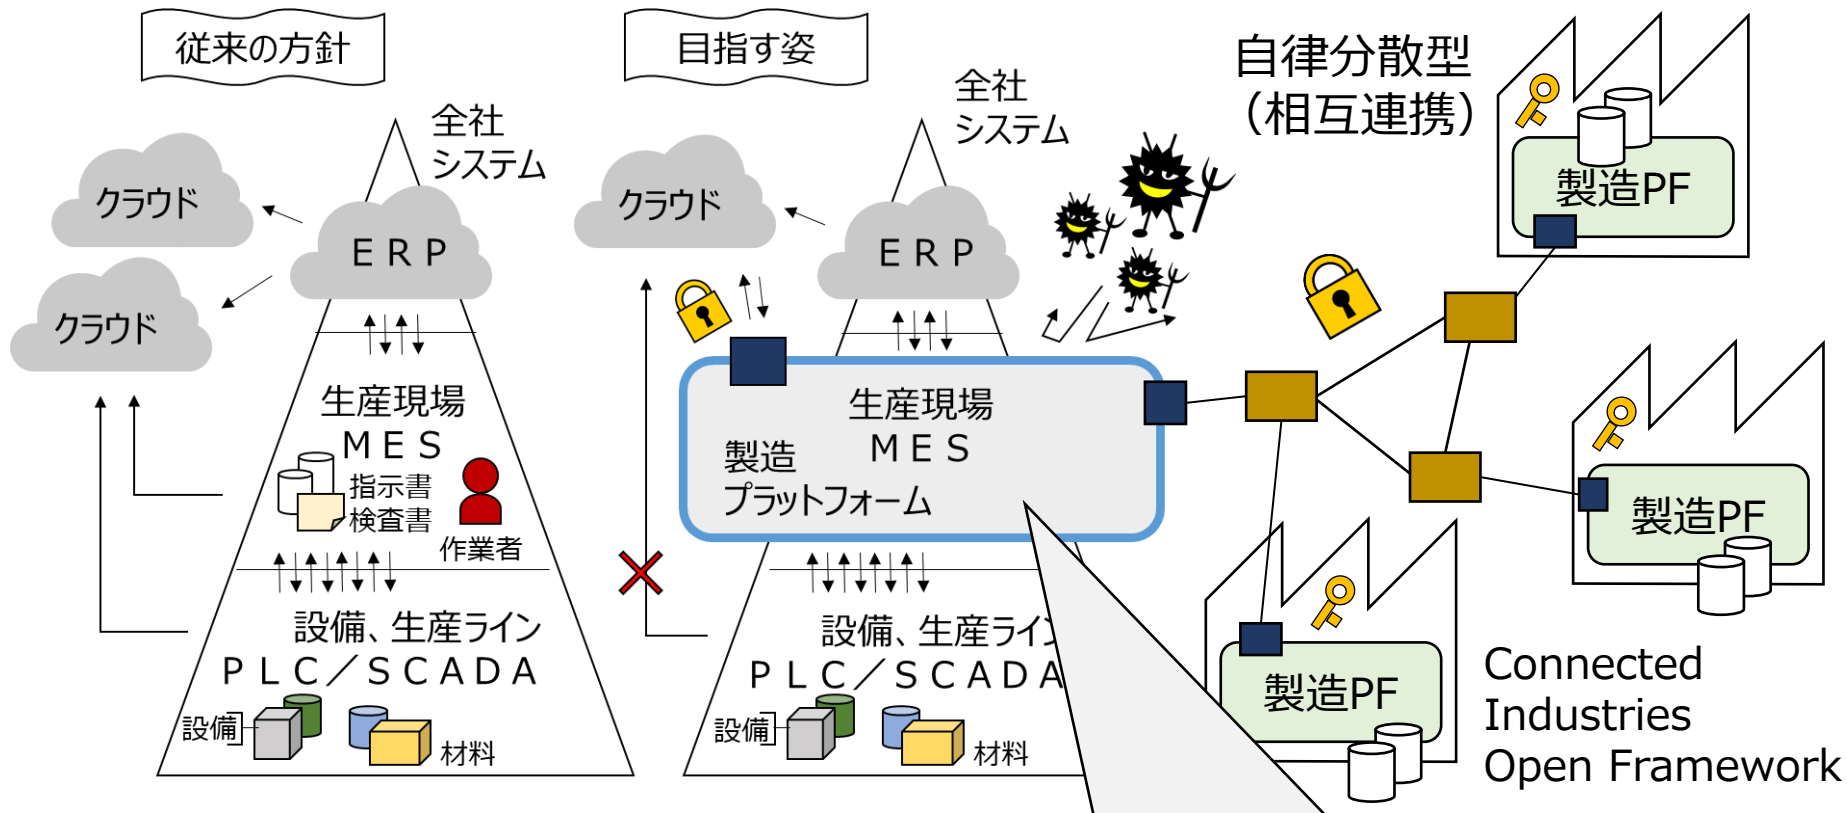 従来の方針
全社
システム
クラウド
ＥＲＰ
クラウド
生産現場
ＭＥＳ
指示書
検査書
作業者
設備、生産ライン
ＰＬＣ／ＳＣＡＤＡ
設備
材料
目指す姿
全社
システム
クラウド
ＥＲＰ
生産現場
ＭＥＳ
製造
プラットフォーム
設備、生産ライン
ＰＬＣ／ＳＣＡＤＡ
設備
材料
自律分散型
（相互連携）
製造PF
製造PF
製造PF
Connected
Industries
Open Framework